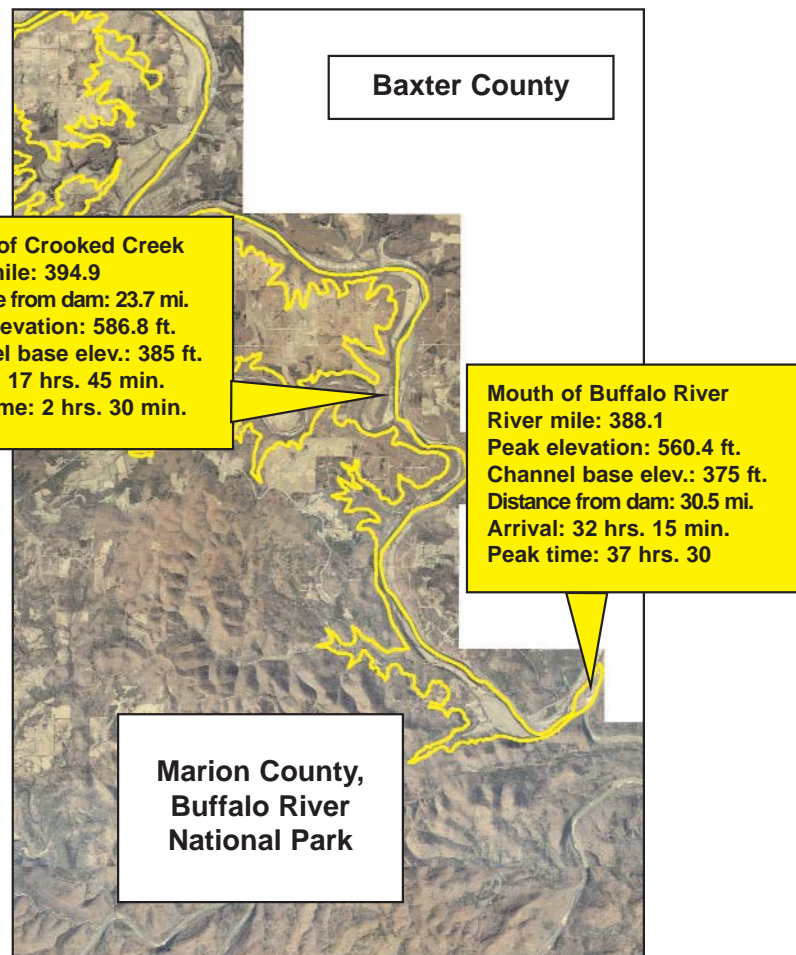 Baxter County
of Crooked Creek
mile: 394.9
from dam: 23.7 mi.
elevation: 586.8 ft.
base elev.: 385 ft.
17 hrs. 45 min.
2 hrs. 30 min.
Mouth of Buffalo River
River mile: 388.1
Peak elevation: 560.4 ft.
Channel base elev.: 375 ft.
Distance from dam: 30.5 mi.
Arrival: 32 hrs. 15 min.
Peak time: 37 hrs. 30
Marion County,
Buffalo River
National Park